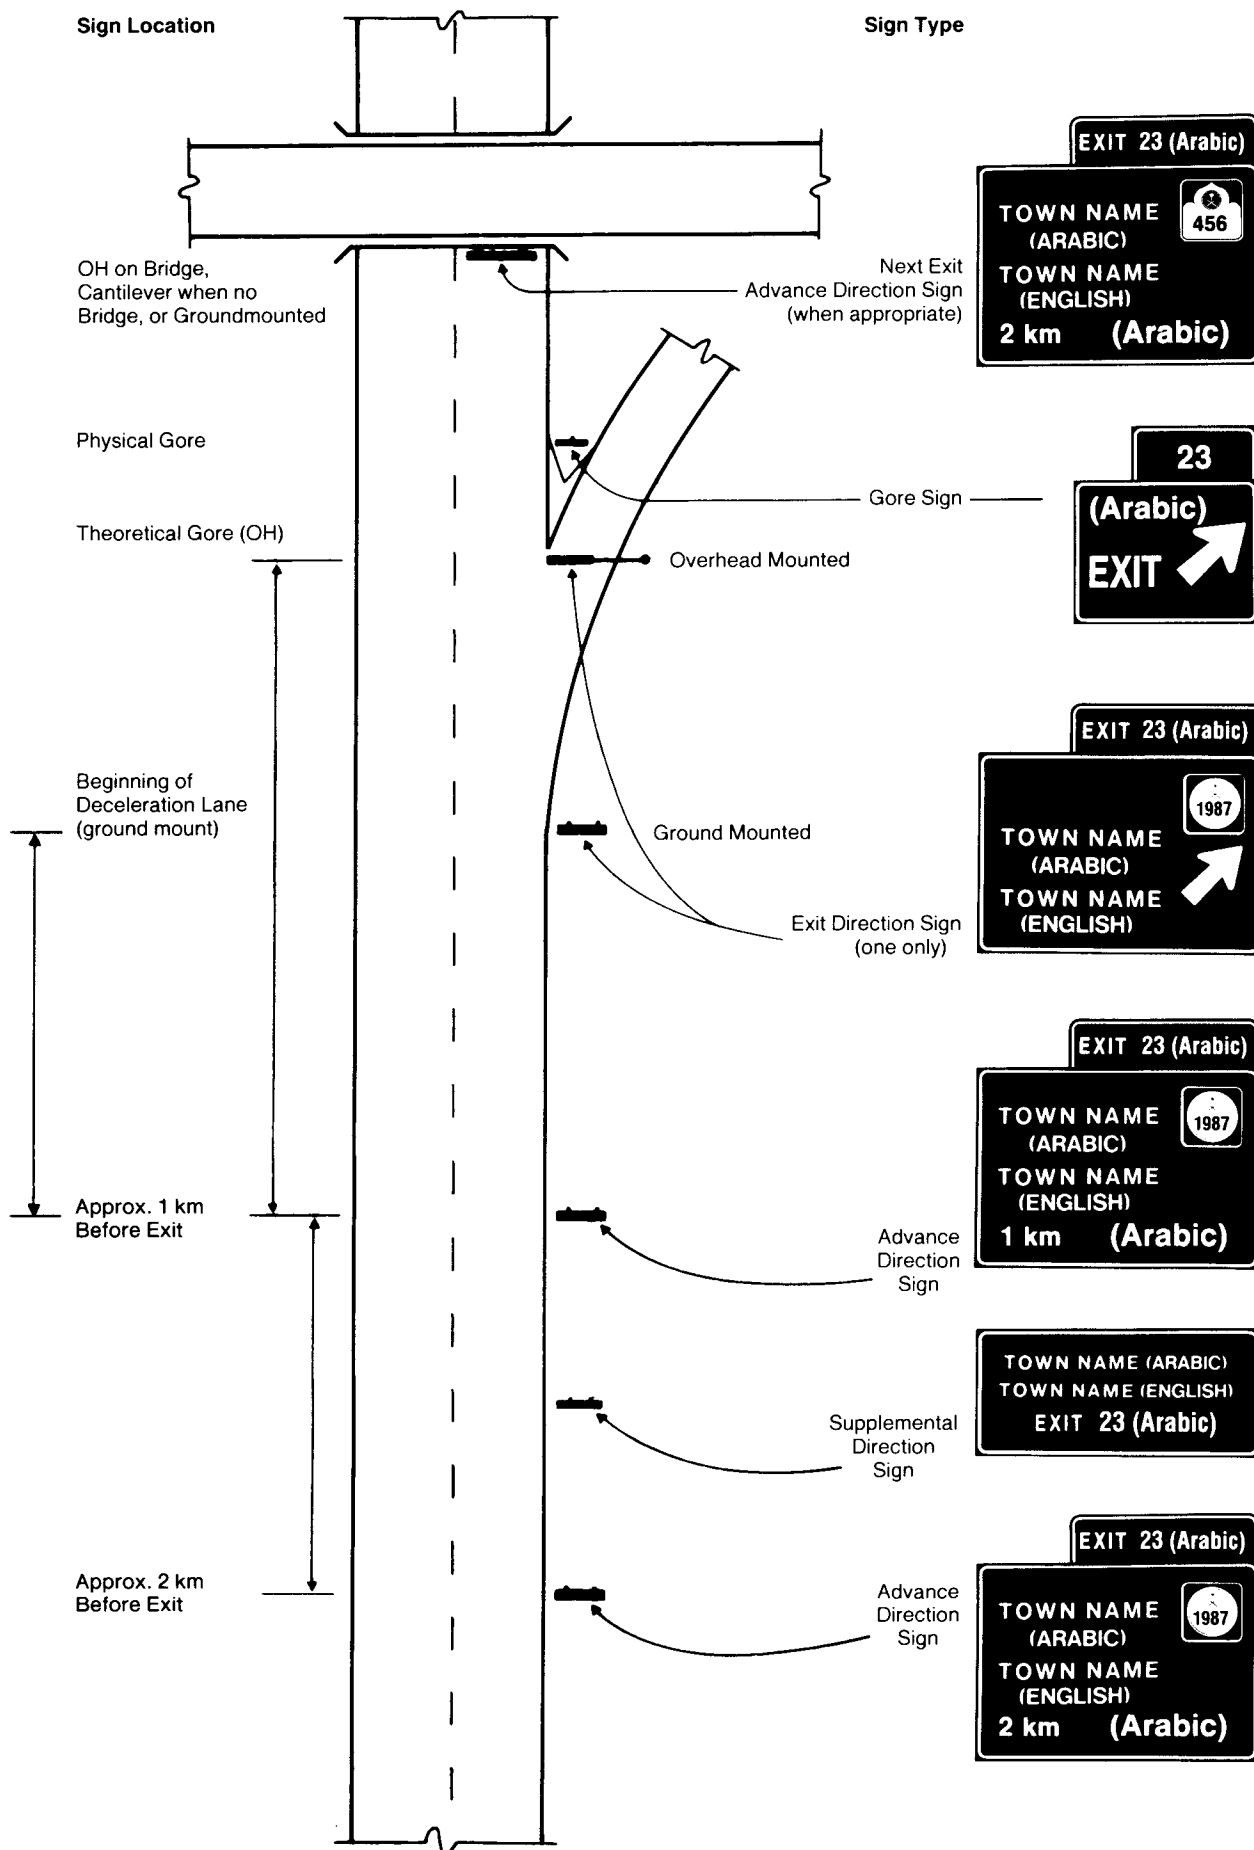 Sign Location
Sign Type
EXIT 23 (Arabic)
TOWN NAME
(ARABIC)
456
TOWN NAME
(ENGLISH)
2 km (Arabic)
OH on Bridge,
Cantilever when no
Bridge, or Groundmounted
Next Exit
Advance Direction Sign
(when appropriate)
Physical Gore
Gore Sign
23
(Arabic)
EXIT
Theoretical Gore (OH)
Overhead Mounted
Beginning of
Deceleration Lane
(ground mount)
Ground Mounted
Exit Direction Sign
(one only)
EXIT 23 (Arabic)
1987
TOWN NAME
(ARABIC)
TOWN NAME
(ENGLISH)
Approx. 1 km
Before Exit
Advance
Direction
Sign
EXIT 23 (Arabic)
TOWN NAME
(ARABIC)
1987
TOWN NAME
(ENGLISH)
1 km (Arabic)
Supplemental
Direction
Sign
TOWN NAME (ARABIC)
TOWN NAME (ENGLISH)
EXIT 23 (Arabic)
Approx. 2 km
Before Exit
Advance
Direction
Sign
EXIT 23 (Arabic)
TOWN NAME
(ARABIC)
1987
TOWN NAME
(ENGLISH)
2 km (Arabic)